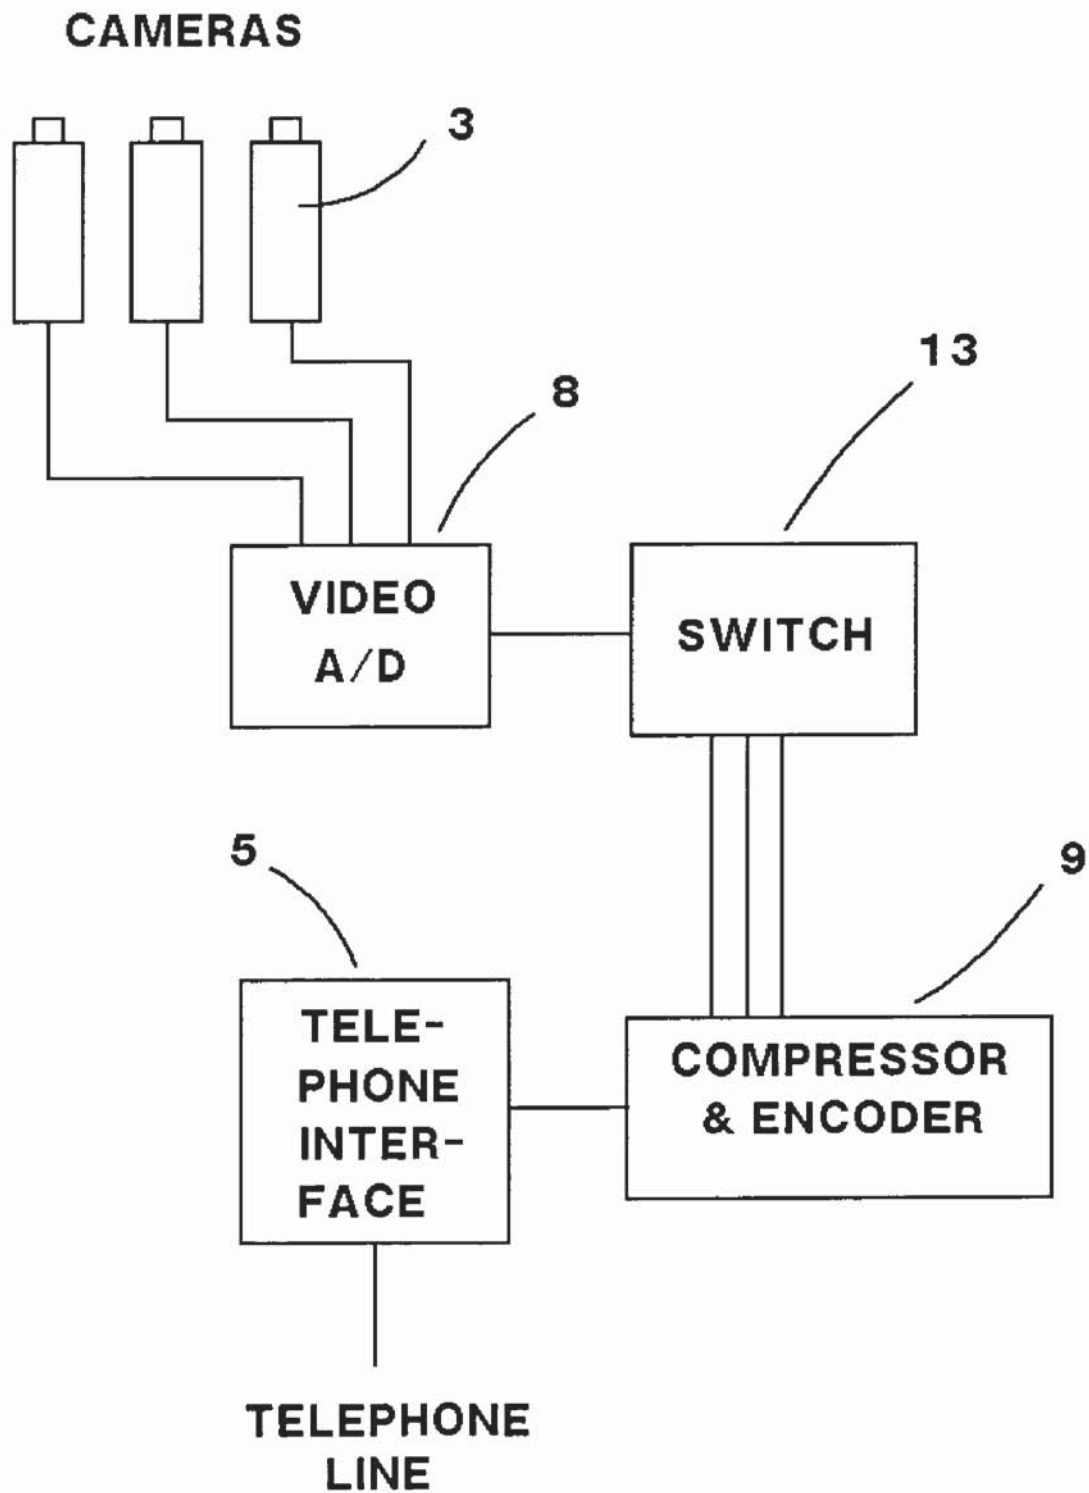 CAMERAS
3
13
8
VIDEO
A/D
SWITCH
5
9
TELE-
PHONE
INTER-
FACE
COMPRESSOR
& ENCODER
TELEPHONE
LINE